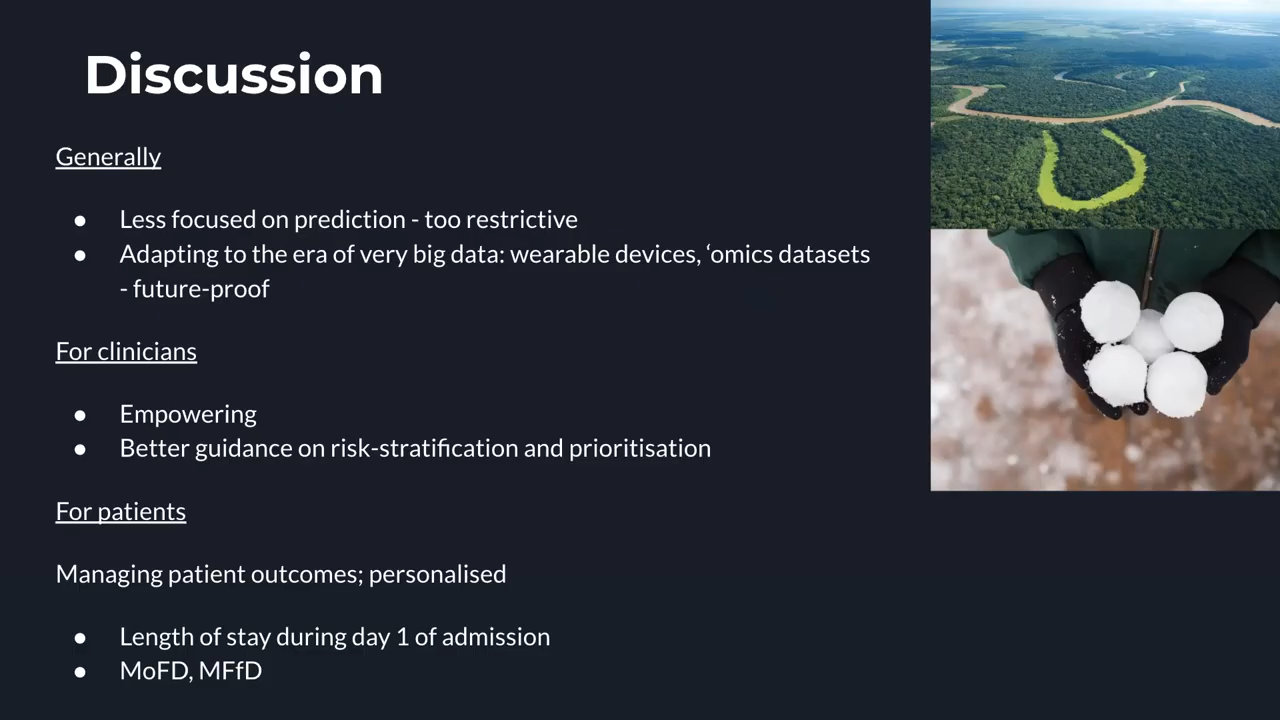 Discussion
Generally
● Less focused on prediction - too restrictive
● Adapting to the era of very big data: wearable devices, ‘omics datasets
- future-proof
For clinicians
● Empowering
● Better guidance on risk-stratification and prioritisation
For patients
Managing patient outcomes; personalised
● Length of stay during day 1 of admission
● MoFD, MFfD